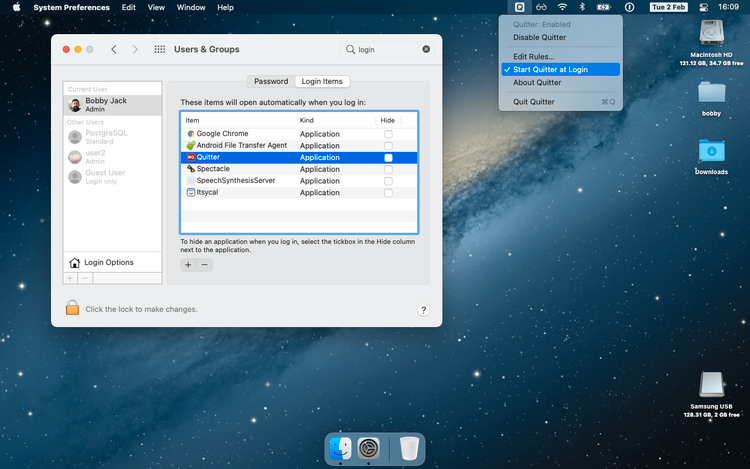 System Preferences Edit View Window Help
Tue 2 Feb 16:09
Users & Groups
login
Password Login Items
Current User
Bobby Jack
Admin
Other Users
PostgreSQL
Standard
user2
Admin
Guest User
Login only
Login Options
+ −
These items will open automatically when you log in:
Item Kind Hide
Google Chrome Application
Android File Transfer Agent Application
Quitter Application
Spectacle Application
SpeechSynthesisServer Application
Itsycal Application
To hide an application when you log in, select the tickbox in the Hide column
next to the application.
+ −
Click the lock to make changes.
?
Q
Quitter: Enabled
Disable Quitter
Edit Rules...
✓ Start Quitter at Login
About Quitter
Quit Quitter ⌘Q
Macintosh HD
121.12 GB, 34.7 GB free
bobby
Downloads
Samsung USB
128.31 GB, 2 GB free